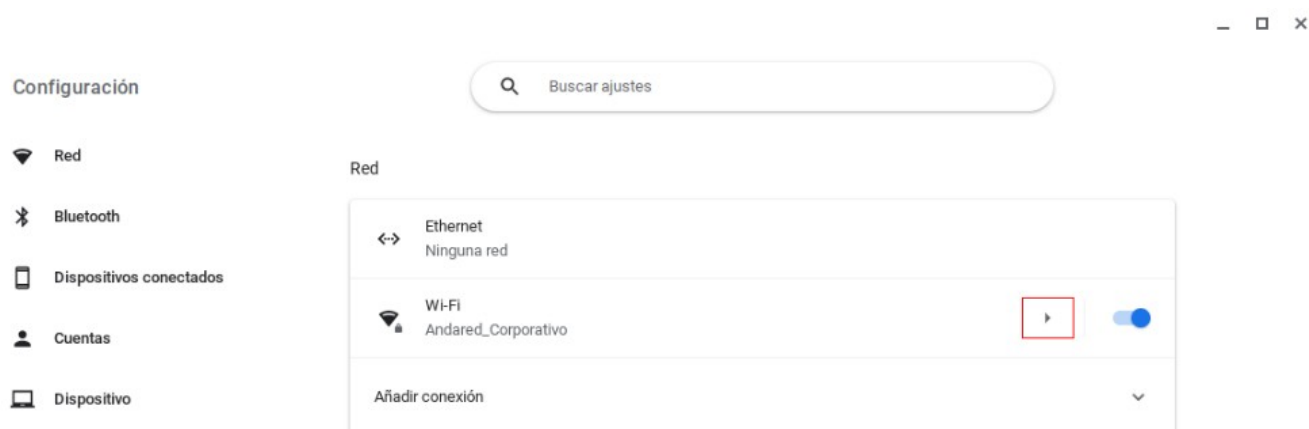 Configuración
Buscar ajustes
Red
Bluetooth
Dispositivos conectados
Cuentas
Dispositivo
Red
Ethernet
Ninguna red
Wi-Fi
Andared_Corporativo
Añadir conexión